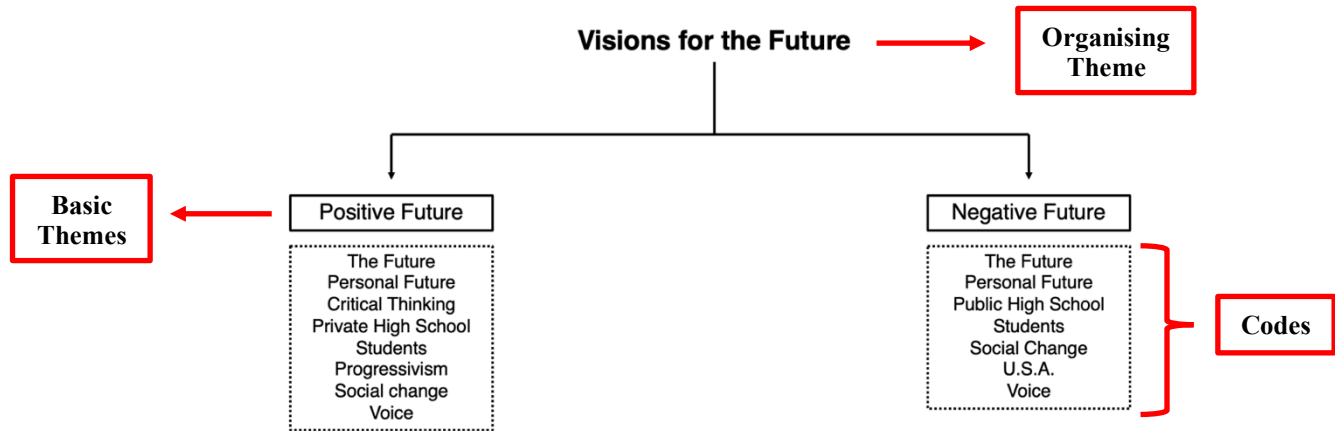 Visions for the Future
Organising
Theme
Basic
Themes
Positive Future
Negative Future
The Future
Personal Future
Critical Thinking
Private High School
Students
Progressivism
Social change
Voice
The Future
Personal Future
Public High School
Students
Social Change
U.S.A.
Voice
Codes